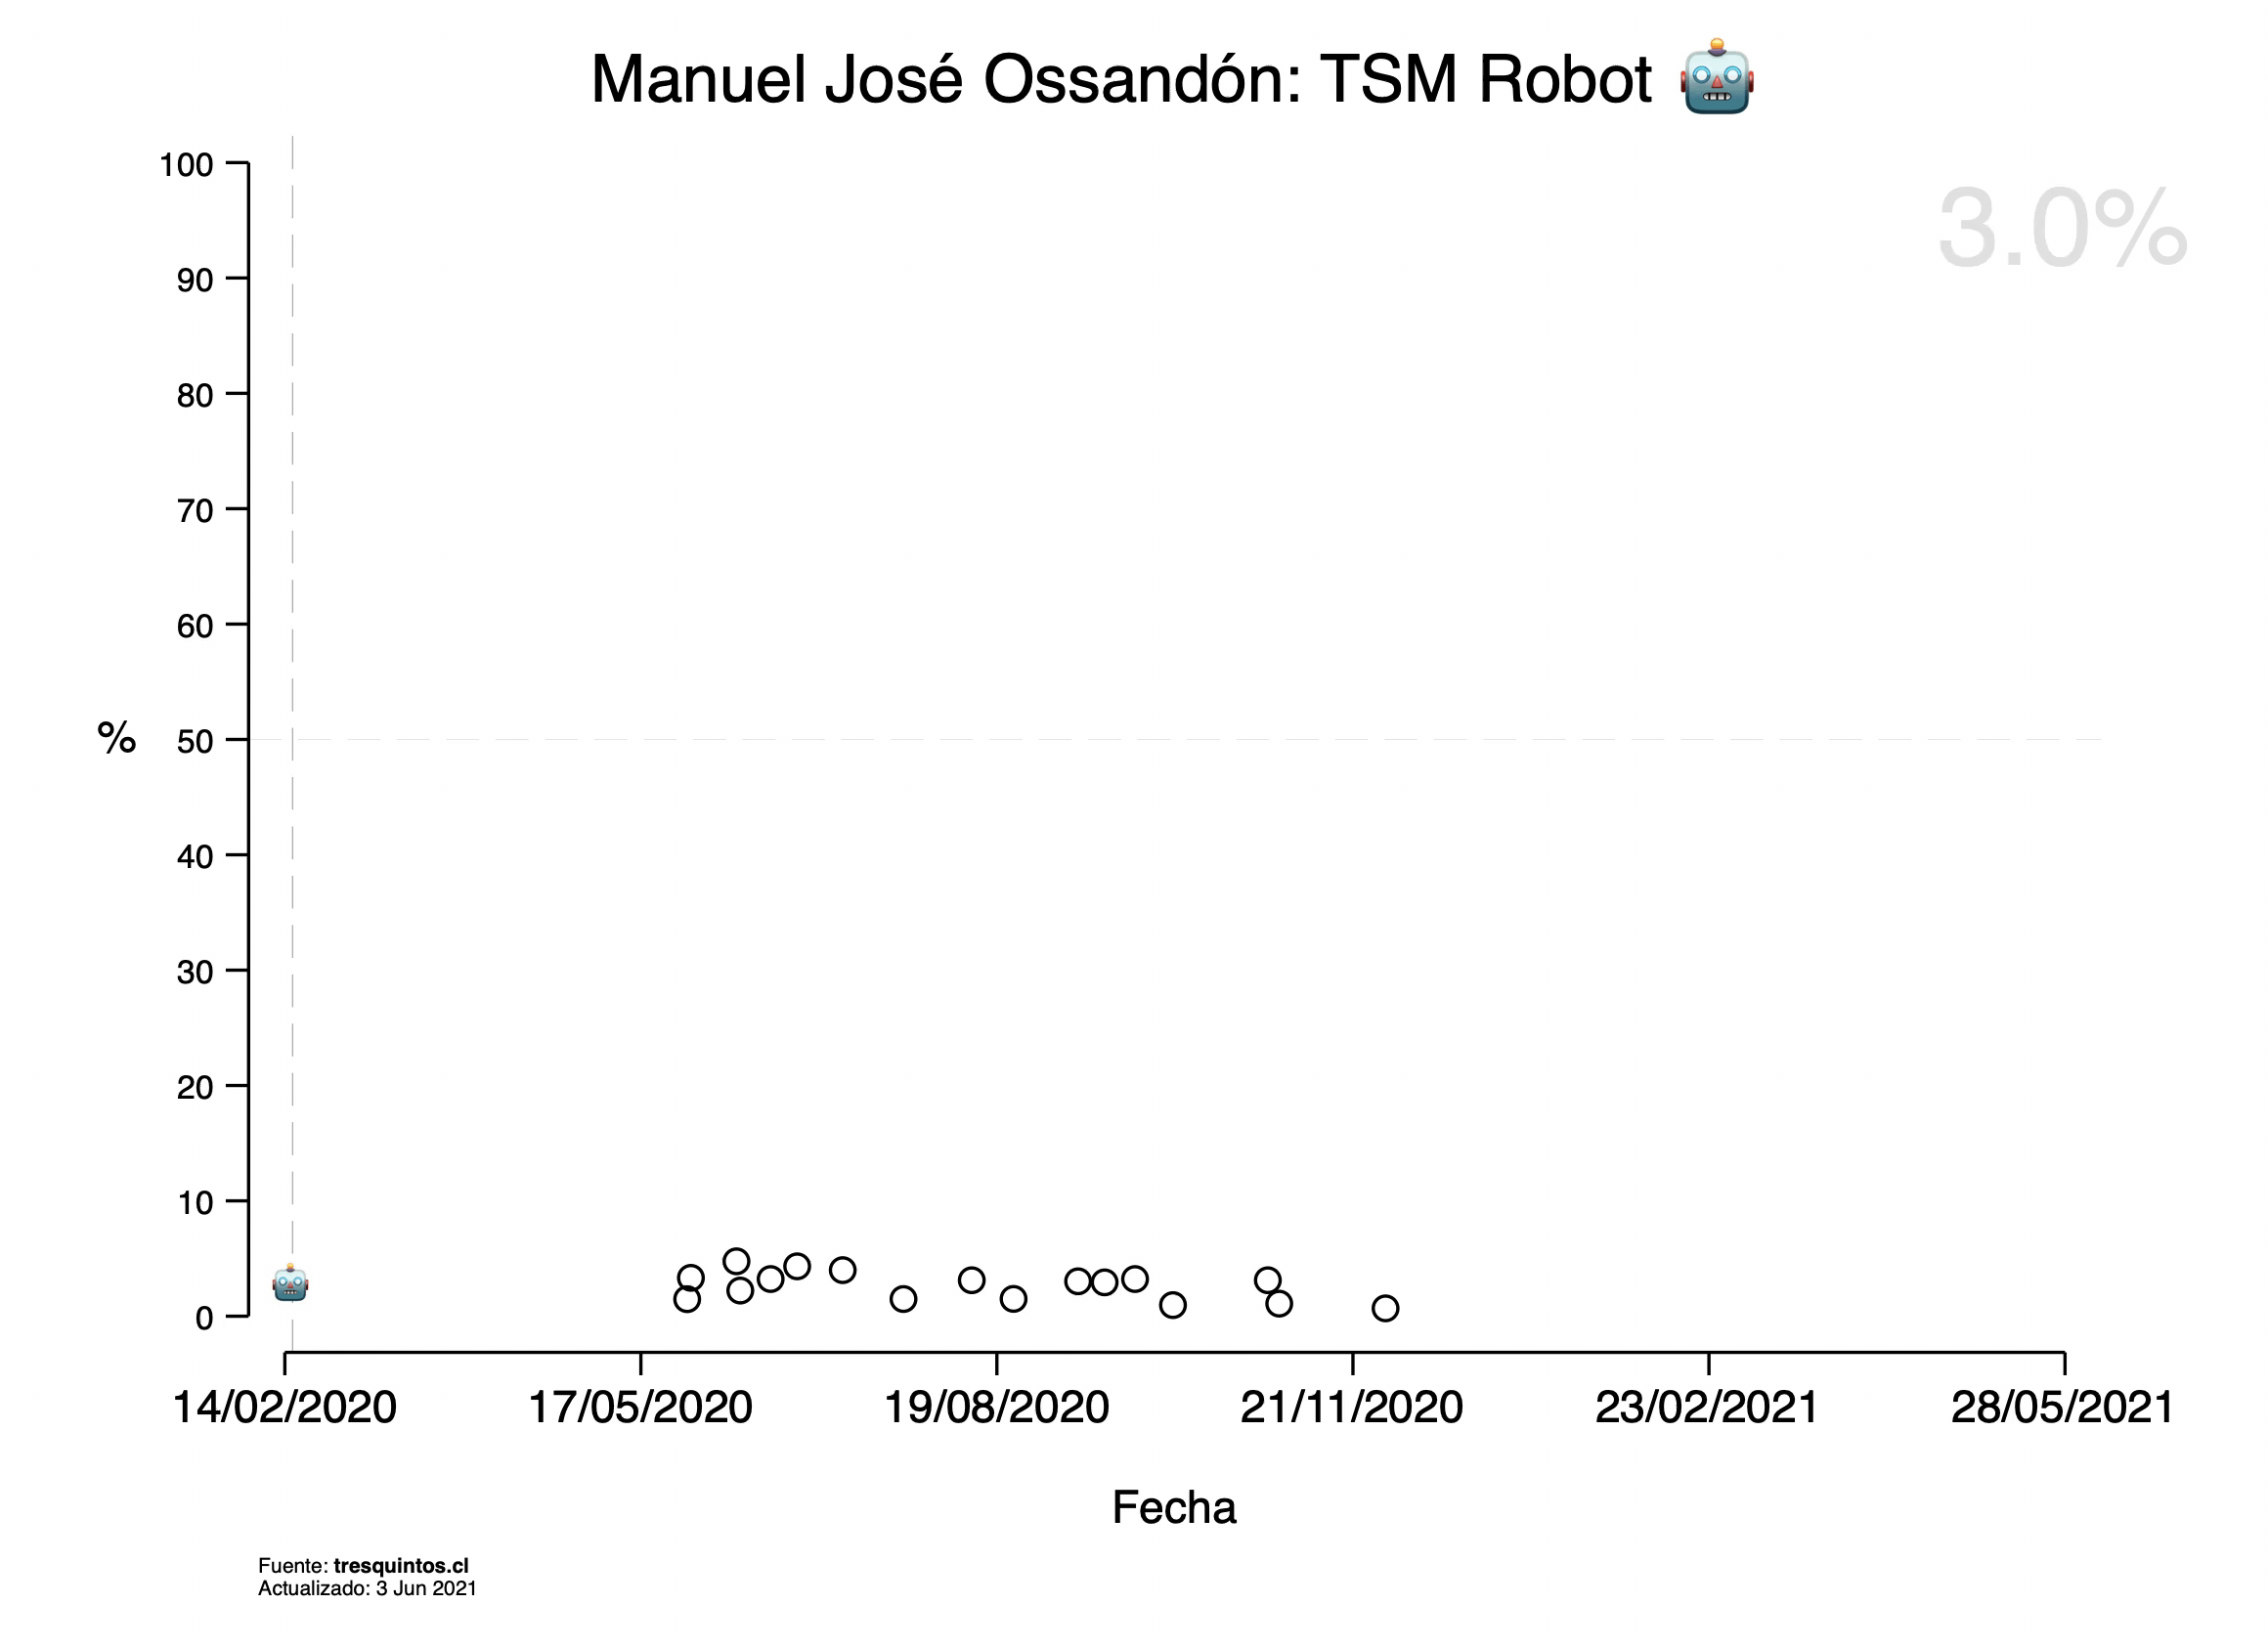 Manuel José Ossandón: TSM Robot 🤖
3.0%
100
90
80
70
60
50
40
30
20
10
0
%
14/02/2020 17/05/2020 19/08/2020 21/11/2020 23/02/2021 28/05/2021
Fecha
Fuente: tresquintos.cl
Actualizado: 3 Jun 2021